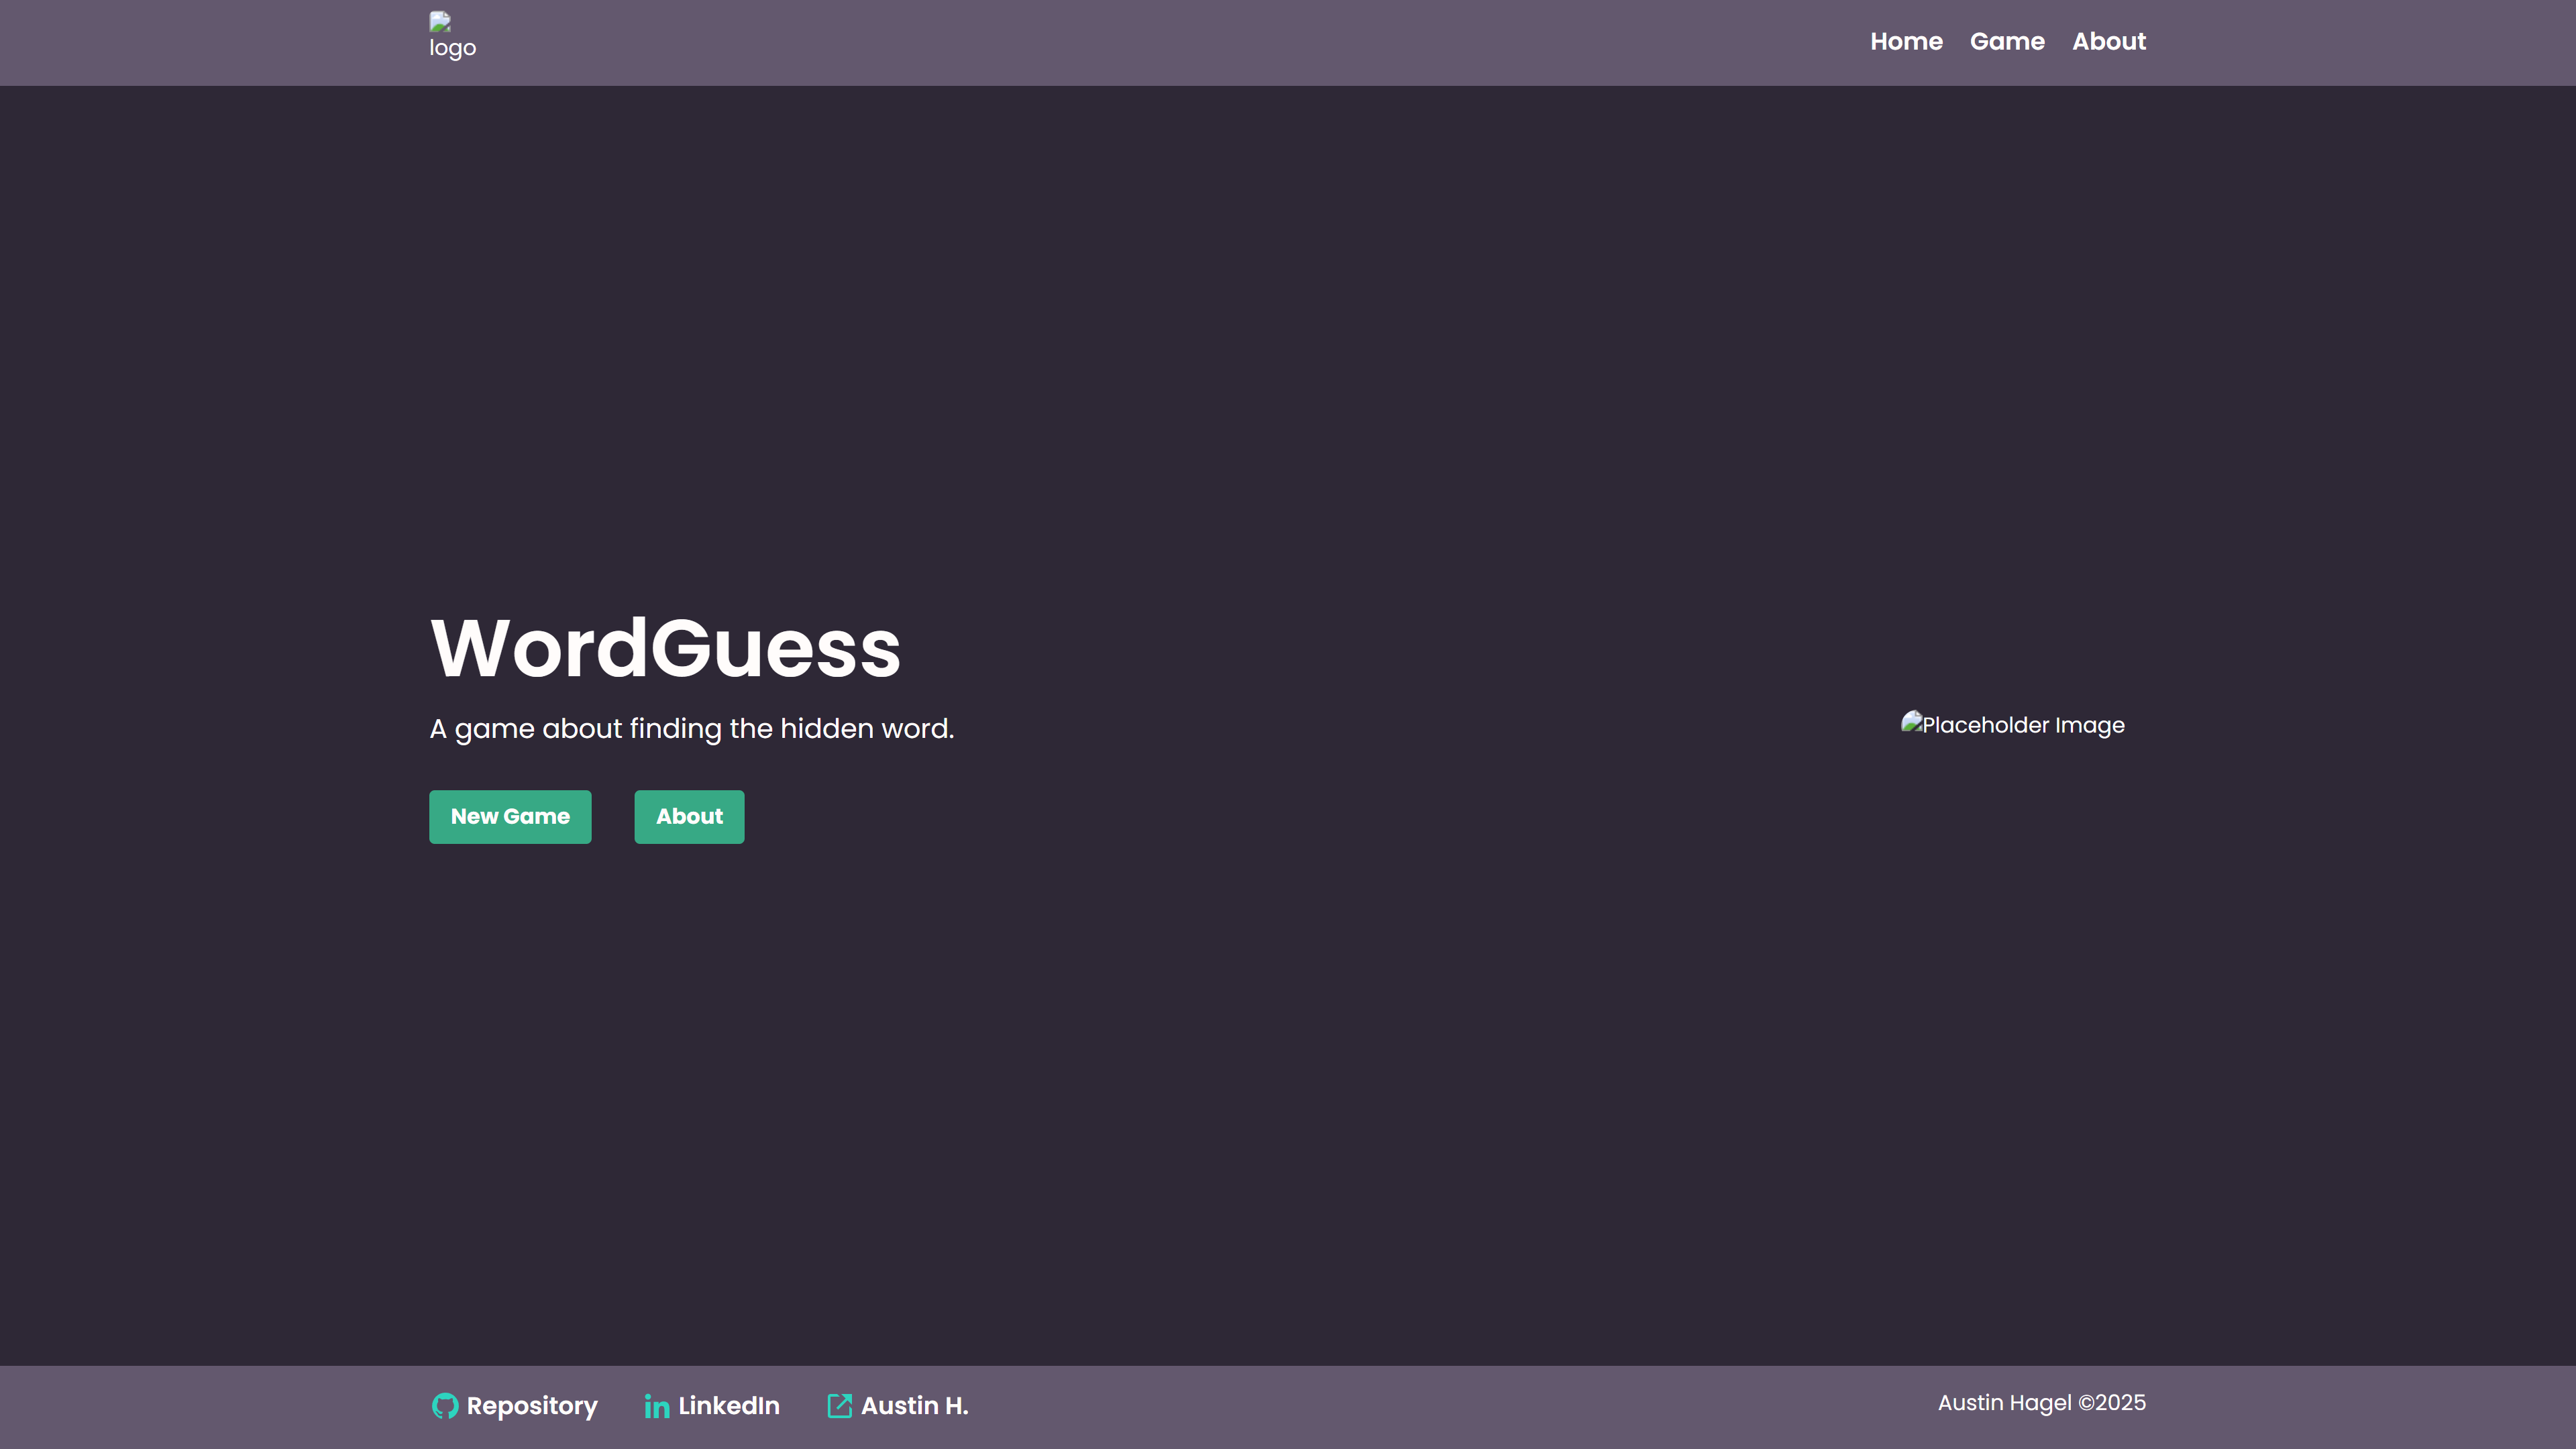 logo
Home Game About
WordGuess
A game about finding the hidden word.
Placeholder Image
New Game About
Repository LinkedIn Austin H.
Austin Hagel ©2025